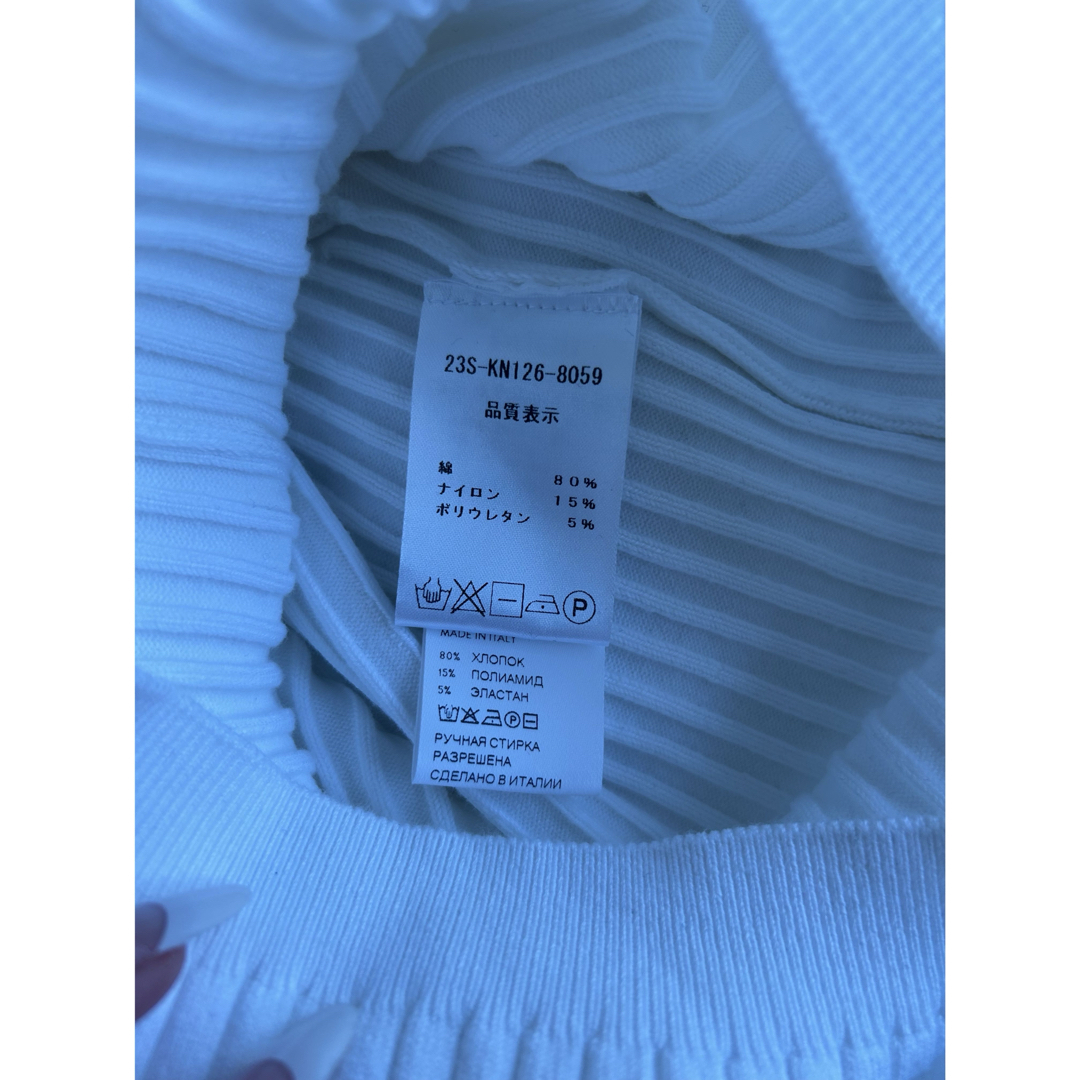 23S-KN126-8059
品質表示
綿 80%
ナイロン 15%
ポリウレタン 5%
P
MADE IN ITALY
80% ХЛОПОК
15% ПОЛИАМИД
5% ЭЛАСТАН
P
РУЧНАЯ СТИРКА
РАЗРЕШЕНА
СДЕЛАНО В ИТАЛИИ